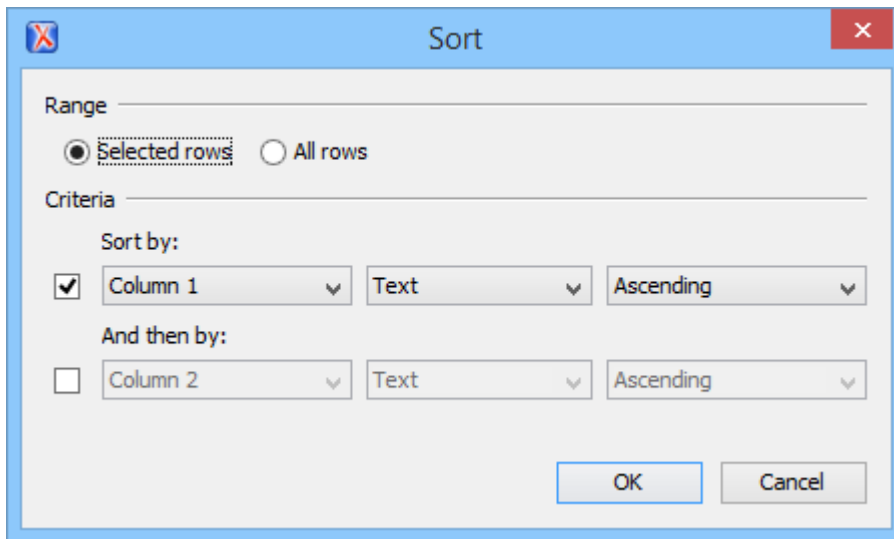 Sort
Range
Selected rows All rows
Criteria
Sort by:
Column 1 Text Ascending
And then by:
Column 2 Text Ascending
OK Cancel